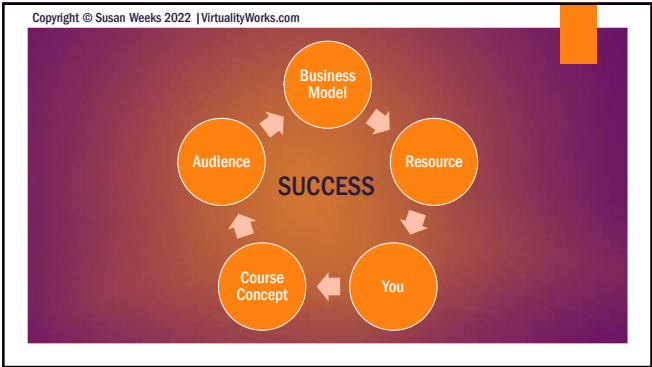 Copyright © Susan Weeks 2022 |VirtualityWorks.com
Business
Model
Audience
Resource
SUCCESS
Course
Concept
You